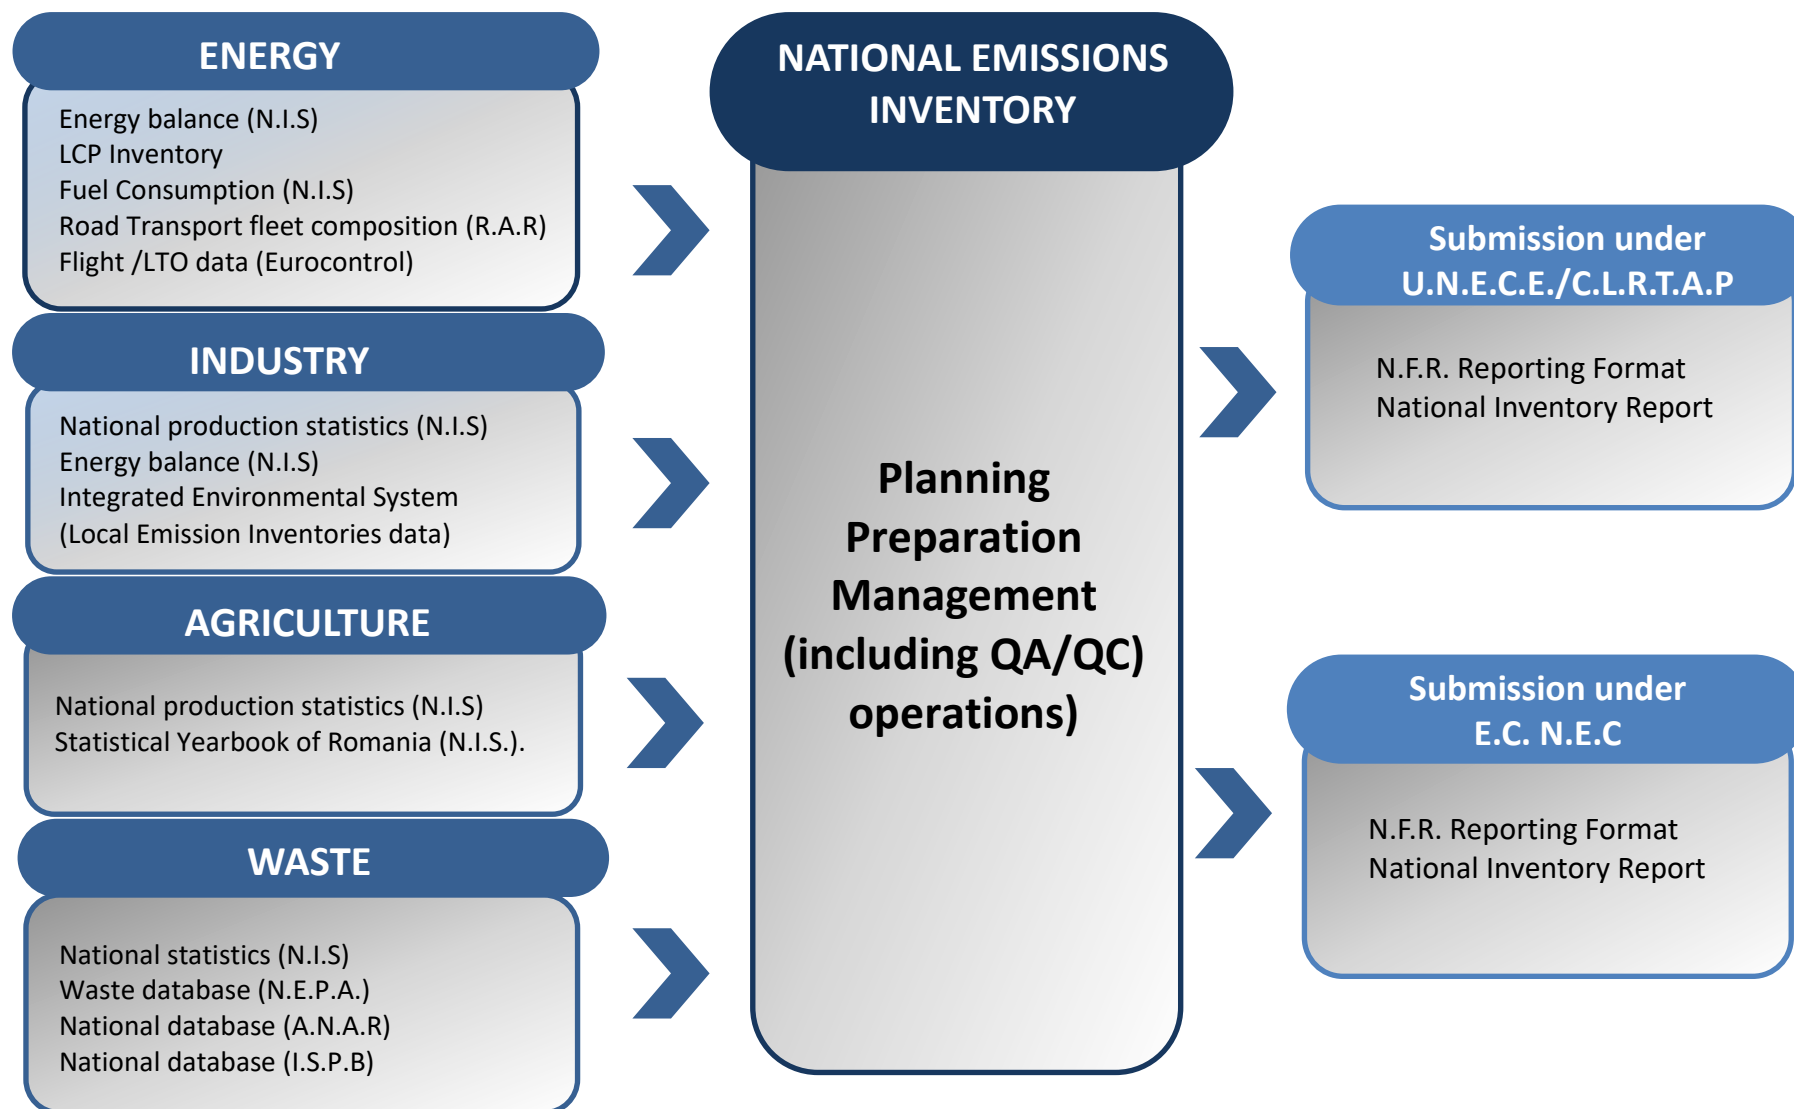 ENERGY
Energy balance (N.I.S)
LCP Inventory
Fuel Consumption (N.I.S)
Road Transport fleet composition (R.A.R)
Flight /LTO data (Eurocontrol)
INDUSTRY
National production statistics (N.I.S)
Energy balance (N.I.S)
Integrated Environmental System
(Local Emission Inventories data)
AGRICULTURE
National production statistics (N.I.S)
Statistical Yearbook of Romania (N.I.S.).
WASTE
National statistics (N.I.S)
Waste database (N.E.P.A.)
National database (A.N.A.R)
National database (I.S.P.B)
NATIONAL EMISSIONS
INVENTORY
Planning
Preparation
Management
(including QA/QC)
operations)
Submission under
U.N.E.C.E./C.L.R.T.A.P
N.F.R. Reporting Format
National Inventory Report
Submission under
E.C. N.E.C
N.F.R. Reporting Format
National Inventory Report